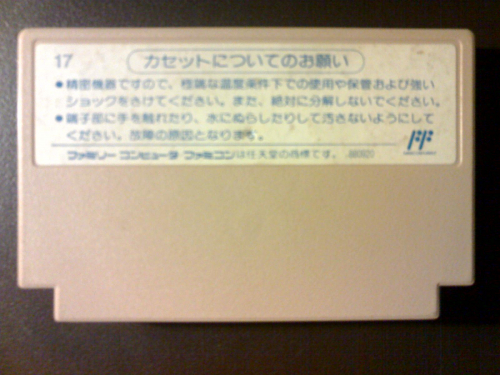 17 カセットについてのお願い
●精密機器ですので、極端な温度条件下での使用や保管および強い
ショックをさけてください。また、絶対に分解しないでください。
●端子部に手を触れたり、水にぬらしたりして汚さないようにして
ください。故障の原因となります。
ファミリーコンピュータ ファミコンは任天堂の商標です。